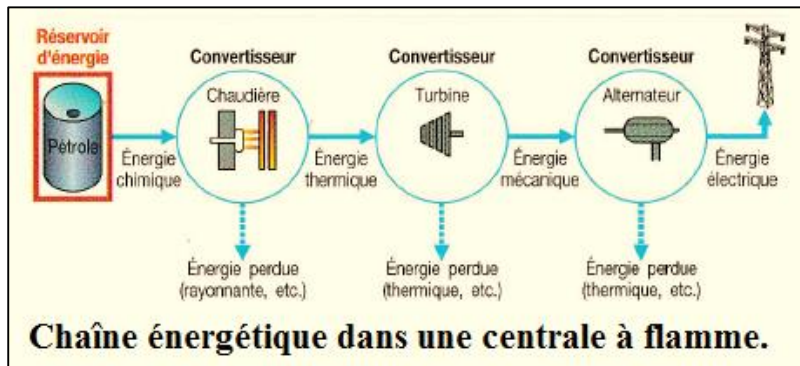 Réservoir
d'énergie
Pétrole
Énergie
chimique
Convertisseur
Chaudière
Énergie perdue
(rayonnante, etc.)
Énergie
thermique
Convertisseur
Turbine
Énergie perdue
(thermique, etc.)
Énergie
mécanique
Convertisseur
Alternateur
Énergie perdue
(thermique, etc.)
Énergie
électrique
Chaîne énergétique dans une centrale à flamme.